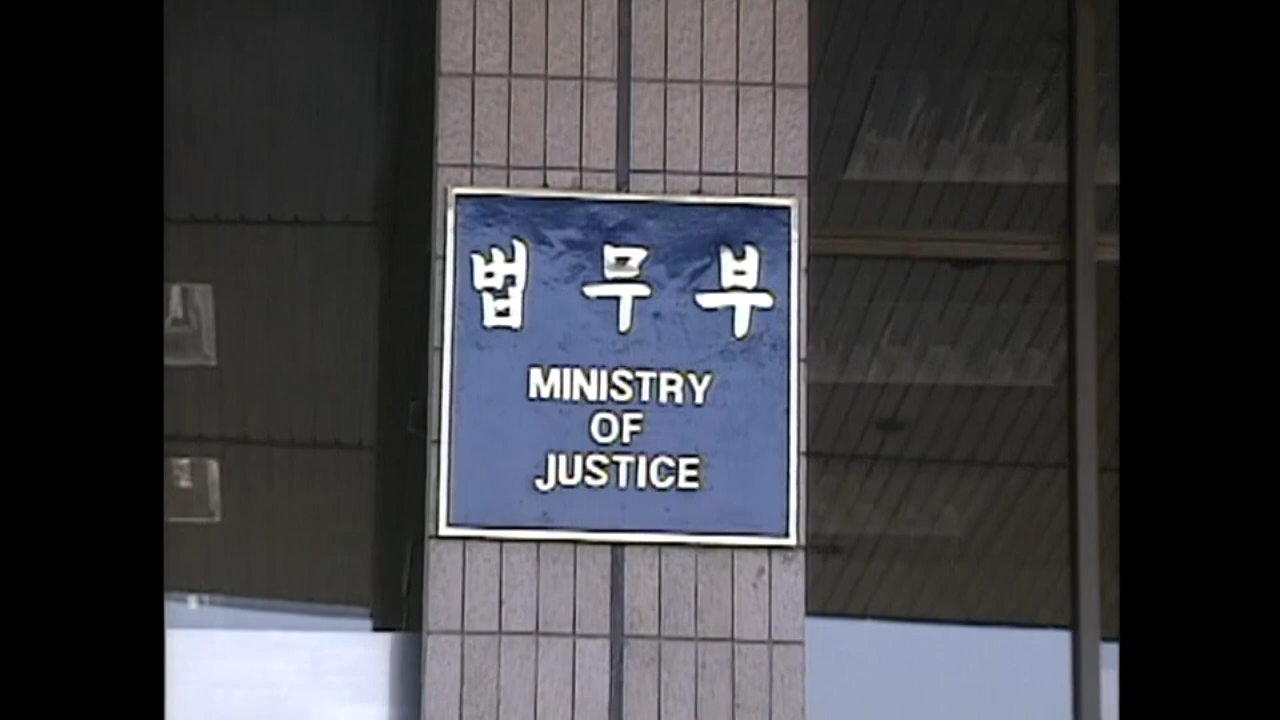 법 무 부
MINISTRY
OF
JUSTICE